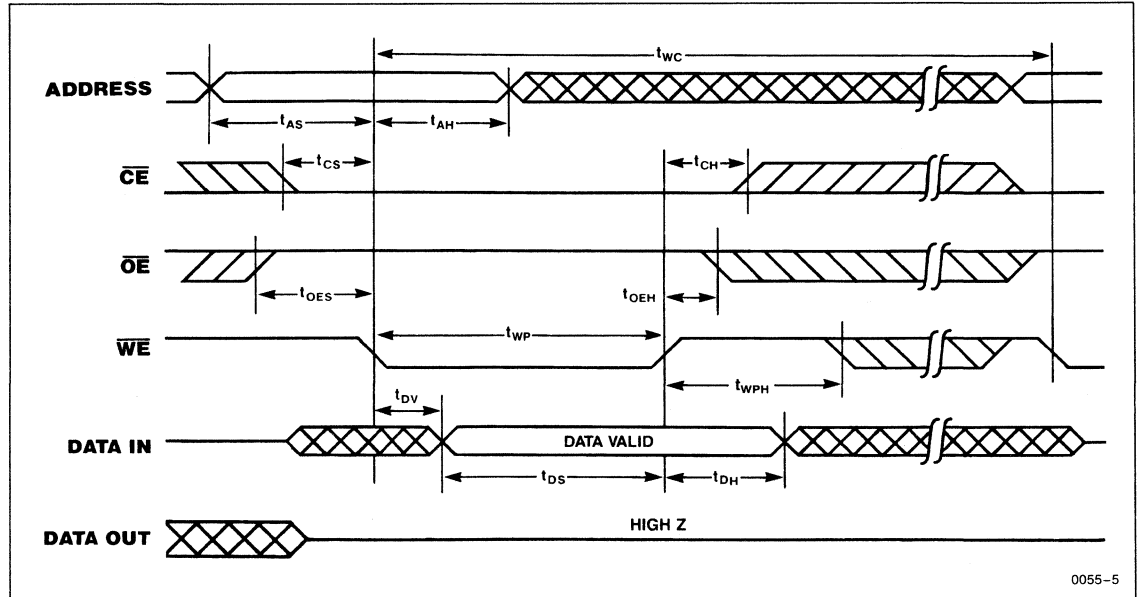 tWC
ADDRESS
tAS
tAH
tCS
tCH
CE
OE
tOES
tOEH
tWP
WE
tWPH
tDV
DATA IN
DATA VALID
tDS
tDH
HIGH Z
DATA OUT
0055-5